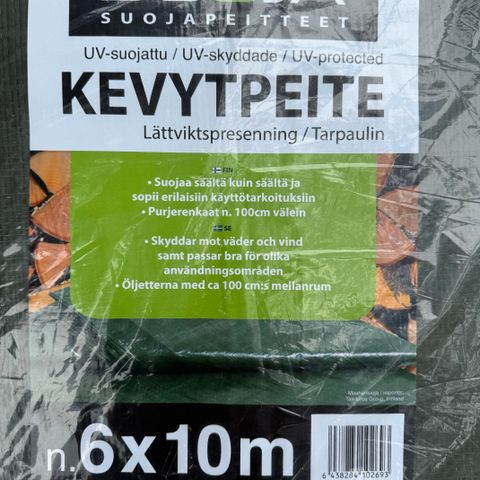 SUOJAPEITTEET
UV-suojattu / UV-skyddade / UV-protected
KEVYTPEITE
Lättviktspresenning / Tarpaulin
FIN
• Suojaa säältä kuin säältä ja
sopii erilaisiin käyttötarkoituksiin
• Purjerenkaat n. 100cm välein
SE
• Skyddar mot väder och vind
samt passar bra för olika
användningsområden
• Öljetterna med ca 100 cm:s mellanrum
n. 6 x 10 m
6 438284 102693